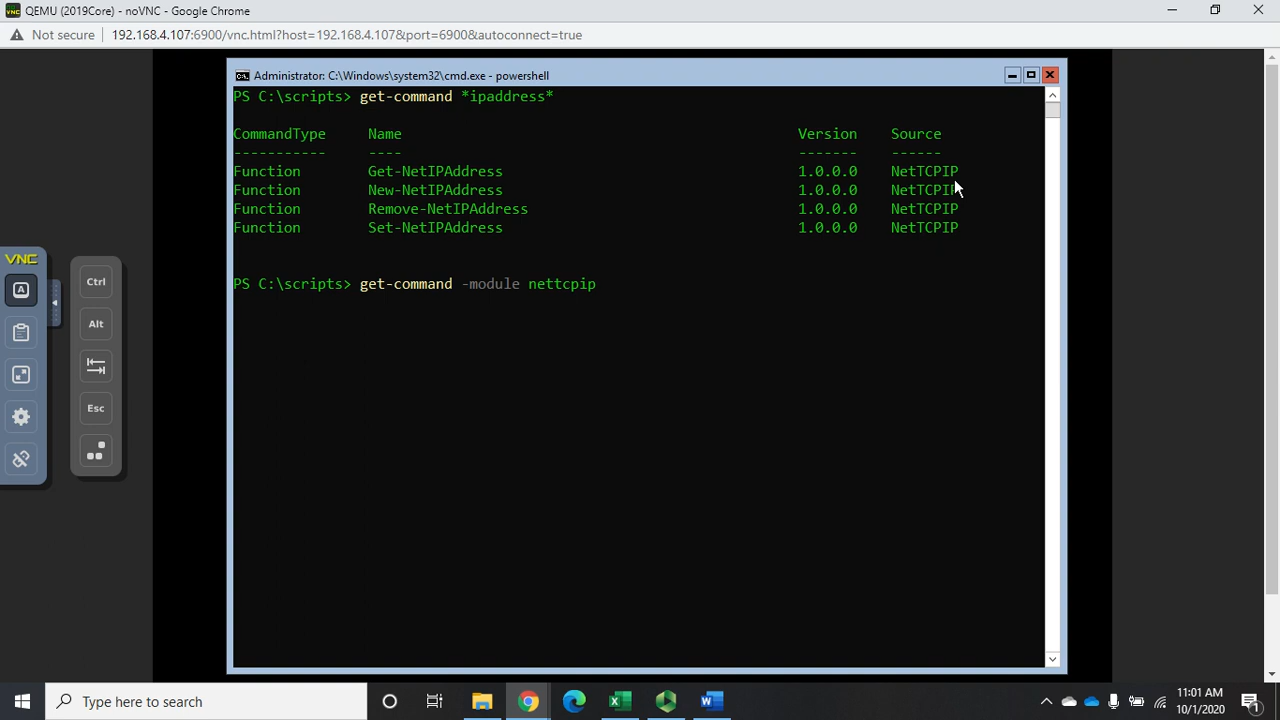 QEMU (2019Core) - noVNC - Google Chrome
Not secure 192.168.4.107:6900/vnc.html?host=192.168.4.107&port=6900&autoconnect=true
Administrator: C:\Windows\system32\cmd.exe - powershell
PS C:\scripts> get-command *ipaddress*
CommandType Name Version Source
----------- ---- ------- ------
Function Get-NetIPAddress 1.0.0.0 NetTCPIP
Function New-NetIPAddress 1.0.0.0 NetTCPIP
Function Remove-NetIPAddress 1.0.0.0 NetTCPIP
Function Set-NetIPAddress 1.0.0.0 NetTCPIP
PS C:\scripts> get-command -module nettcpip
VNC
A
Ctrl
Alt
Esc
Type here to search
11:01 AM
10/1/2020
1